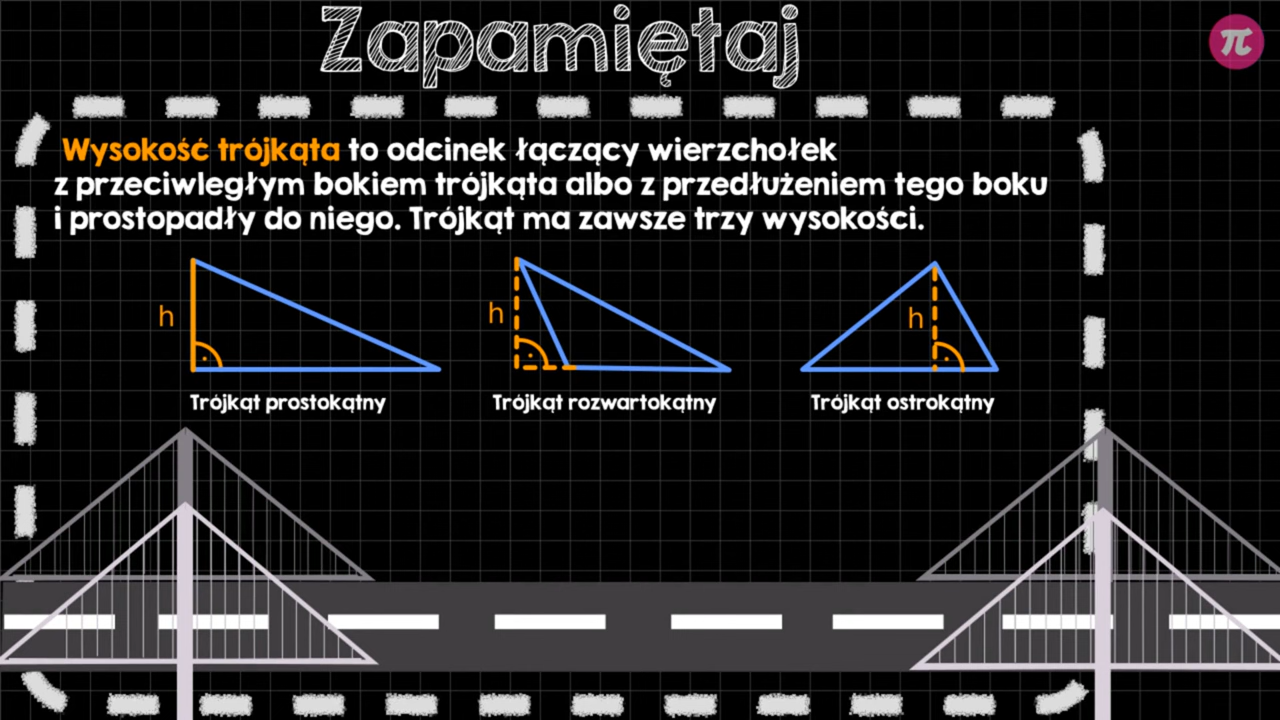 Zapamiętaj
π
Wysokość trójkąta to odcinek łączący wierzchołek
z przeciwległym bokiem trójkąta albo z przedłużeniem tego boku
i prostopadły do niego. Trójkąt ma zawsze trzy wysokości.
h
h
h
Trójkąt prostokątny
Trójkąt rozwartokątny
Trójkąt ostrokątny